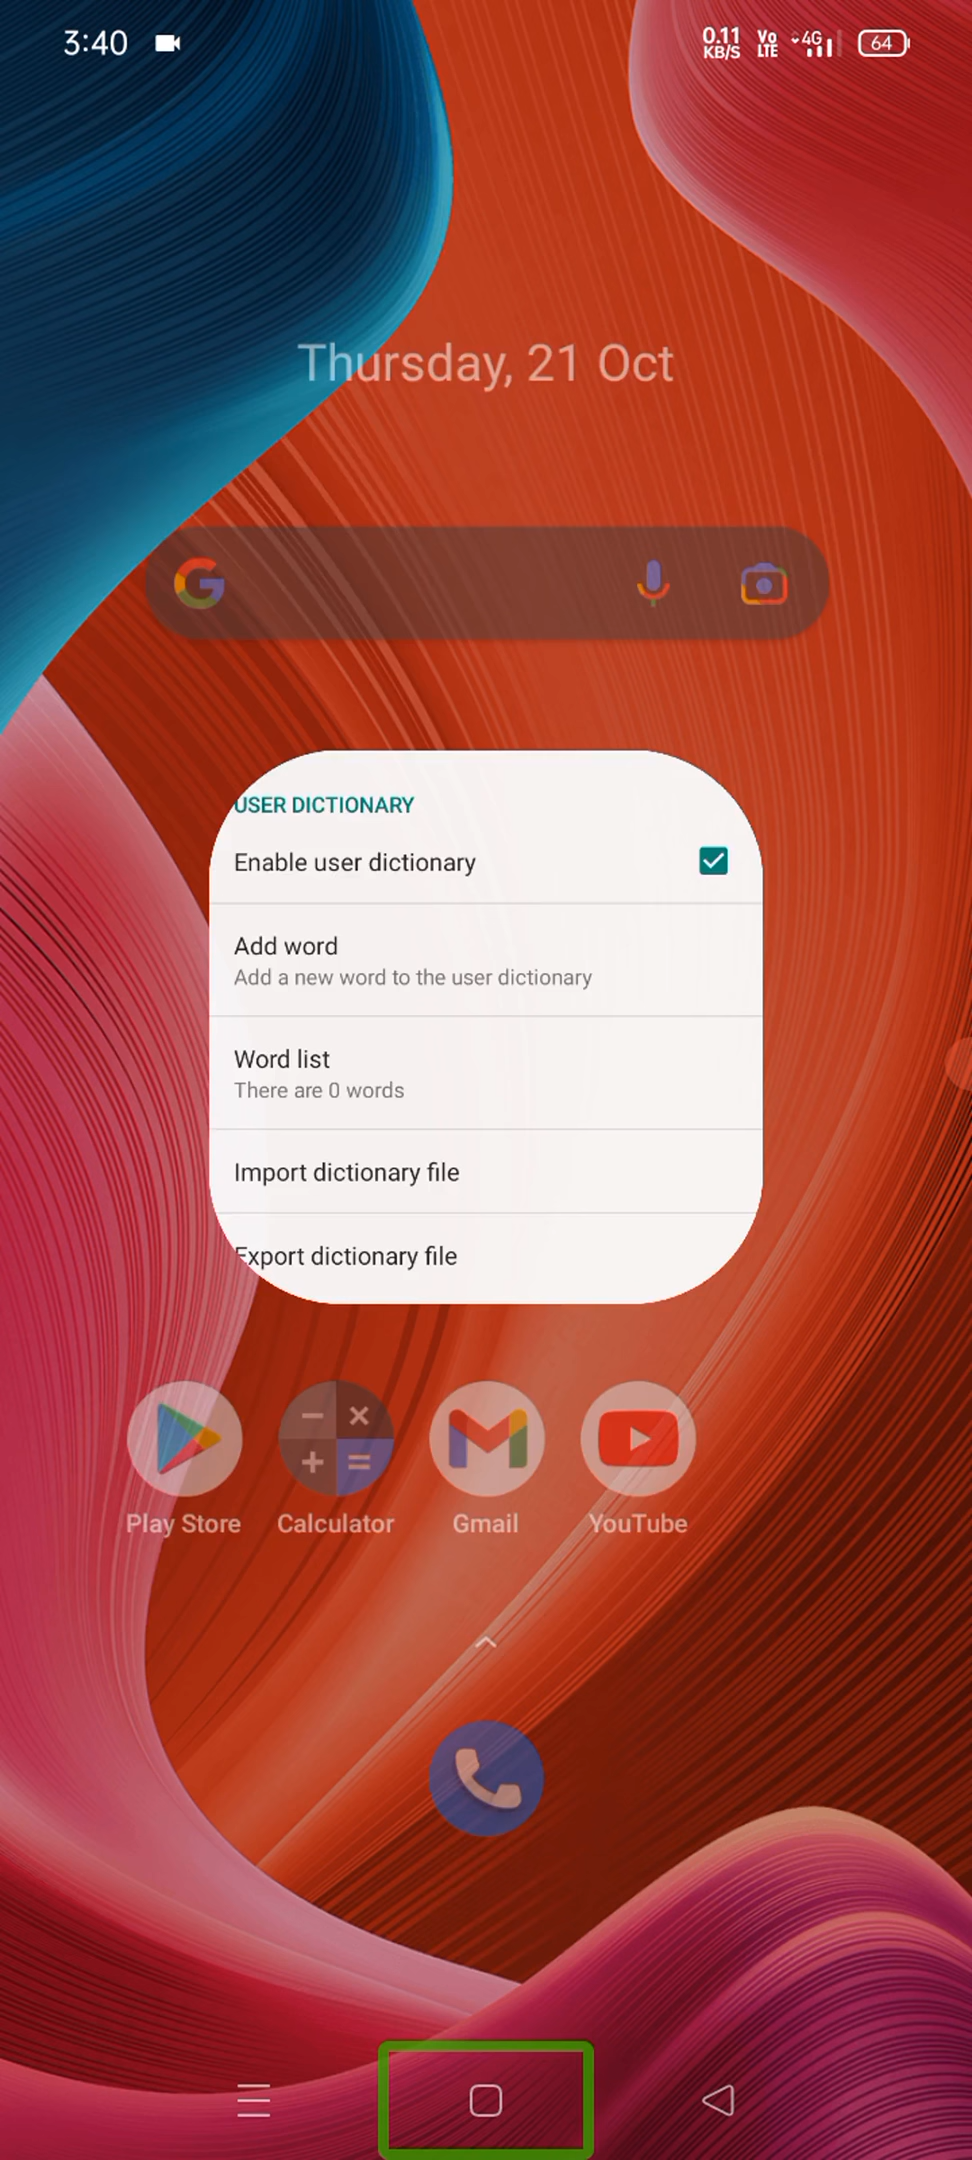 3:40
0.11 KB/S Vo LTE 4G 64
Thursday, 21 Oct
G
USER DICTIONARY
Enable user dictionary
Add word
Add a new word to the user dictionary
Word list
There are 0 words
Import dictionary file
Export dictionary file
Play Store Calculator Gmail YouTube